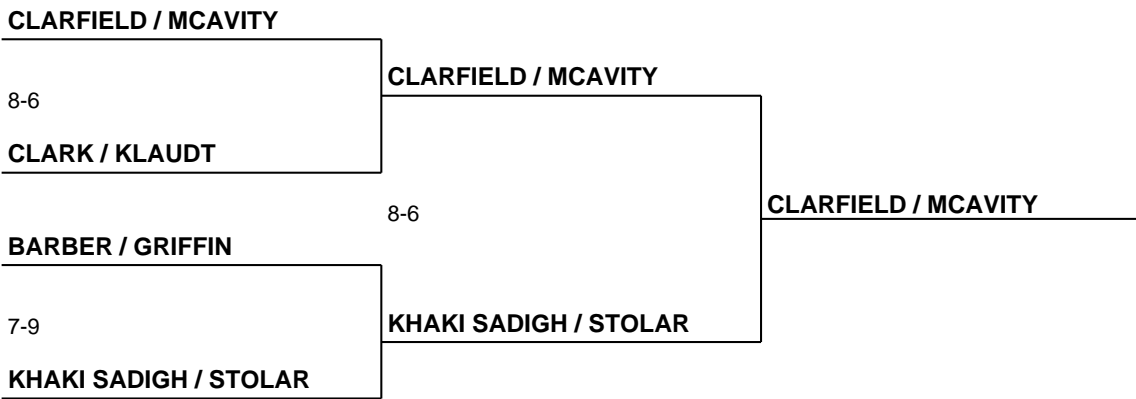 CLARFIELD / MCAVITY
8-6
CLARK / KLAUDT
BARBER / GRIFFIN
7-9
KHAKI SADIGH / STOLAR
CLARFIELD / MCAVITY
8-6
KHAKI SADIGH / STOLAR
CLARFIELD / MCAVITY